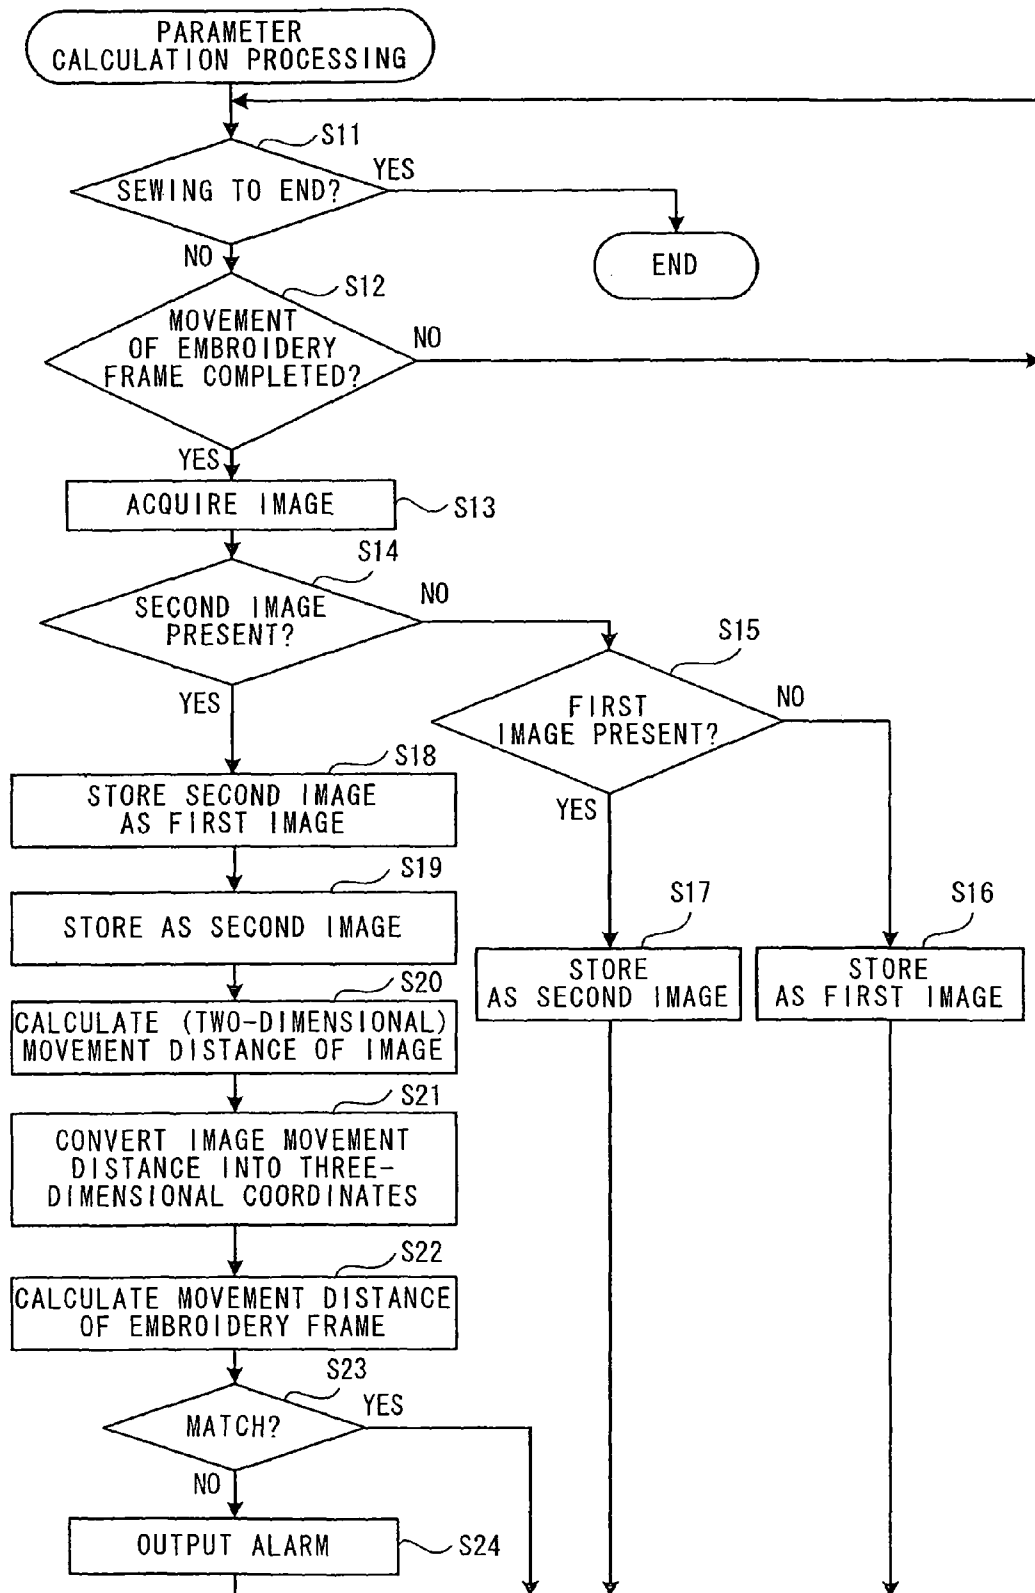 PARAMETER
CALCULATION PROCESSING
S11
SEWING TO END?
YES
NO
END
S12
MOVEMENT
OF EMBROIDERY
FRAME COMPLETED?
NO
YES
ACQUIRE IMAGE
S13
S14
SECOND IMAGE
PRESENT?
NO
YES
S15
FIRST
IMAGE PRESENT?
NO
YES
S18
STORE SECOND IMAGE
AS FIRST IMAGE
S19
STORE AS SECOND IMAGE
S17
STORE
AS SECOND IMAGE
S16
STORE
AS FIRST IMAGE
S20
CALCULATE (TWO-DIMENSIONAL)
MOVEMENT DISTANCE OF IMAGE
S21
CONVERT IMAGE MOVEMENT
DISTANCE INTO THREE-
DIMENSIONAL COORDINATES
S22
CALCULATE MOVEMENT DISTANCE
OF EMBROIDERY FRAME
S23
MATCH?
YES
NO
OUTPUT ALARM
S24